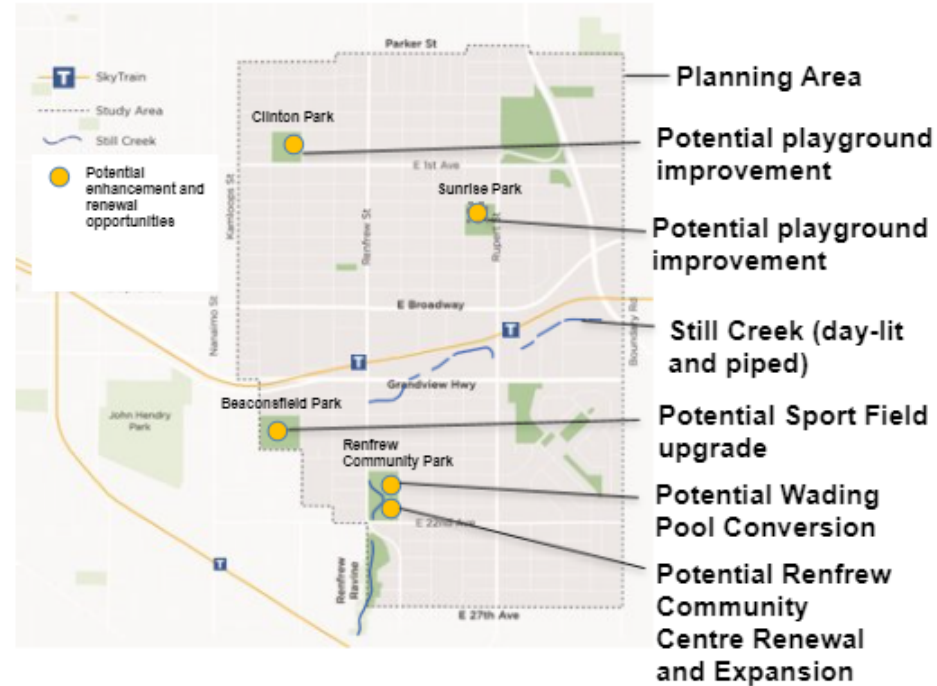 Parker St
SkyTrain
Study Area
Still Creek
Potential
enhancement and
renewal
opportunities
Clinton Park
E 1st Ave
Sunrise Park
Kamloops St
Renfrew St
Rupert St
Nanaimo St
E Broadway
Boundary Rd
T
T
T
T
Grandview Hwy
Beaconsfield Park
John Hendry
Park
Renfrew
Community Park
E 22nd Ave
Renfrew
Ravine
E 27th Ave
Planning Area
Potential playground
improvement
Potential playground
improvement
Still Creek (day-lit
and piped)
Potential Sport Field
upgrade
Potential Wading
Pool Conversion
Potential Renfrew
Community
Centre Renewal
and Expansion